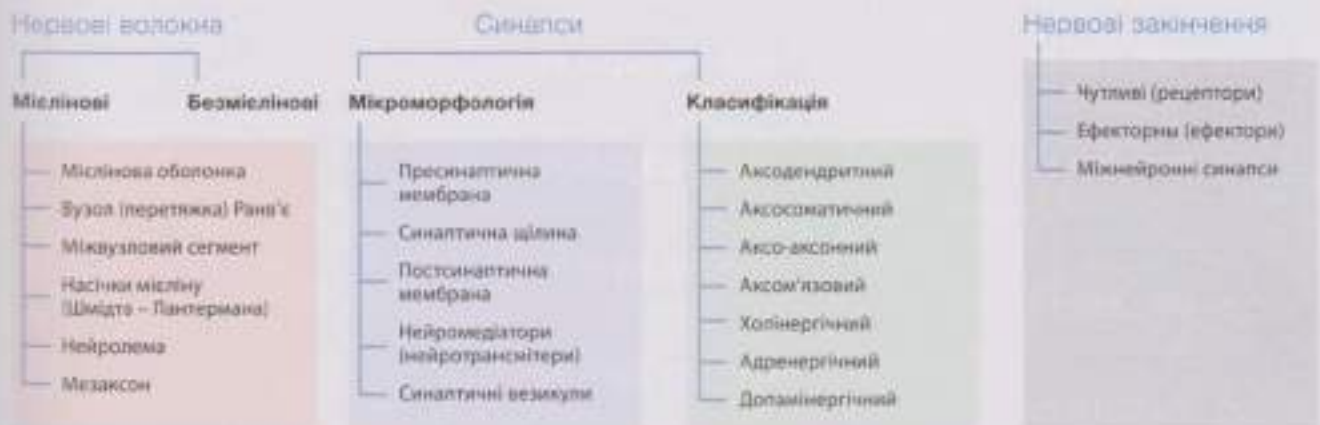 Нервові волокна
Мієлінові
Безмієлінові
Мієлінова оболонка
Вузол (перетяжка) Ранв'є
Міжвузловий сегмент
Насічки мієліну
(Шмідта – Лантермана)
Нейролема
Мезаксон
Синапси
Мікроморфологія
Пресинаптична
мембрана
Синаптична щілина
Постсинаптична
мембрана
Нейромедіатори
(нейротрансмітери)
Синаптичні везикули
Класифікація
Аксодендритний
Аксосоматичний
Аксо-аксонний
Аксом'язовий
Холінергічний
Адренергічний
Допамінергічний
Нервові закінчення
Чутливі (рецептори)
Ефекторны (ефектори)
Міжнейронні синапси